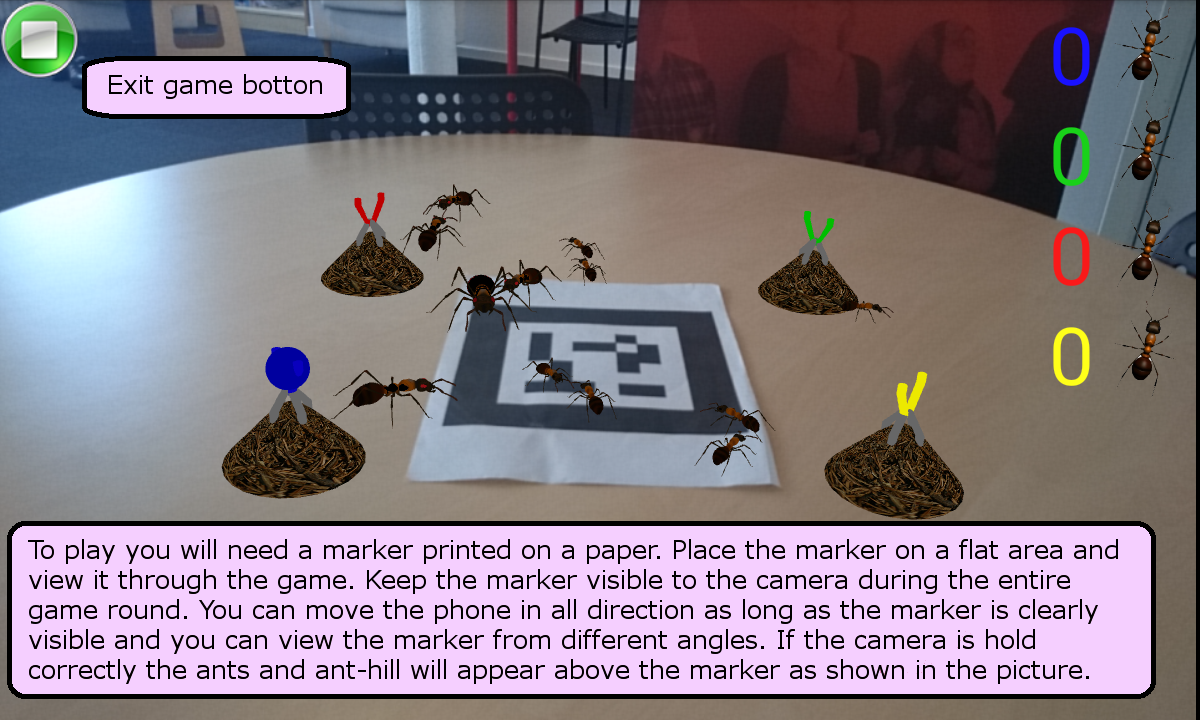 Exit game botton
0
0
0
0
To play you will need a marker printed on a paper. Place the marker on a flat area and
view it through the game. Keep the marker visible to the camera during the entire
game round. You can move the phone in all direction as long as the marker is clearly
visible and you can view the marker from different angles. If the camera is hold
correctly the ants and ant-hill will appear above the marker as shown in the picture.